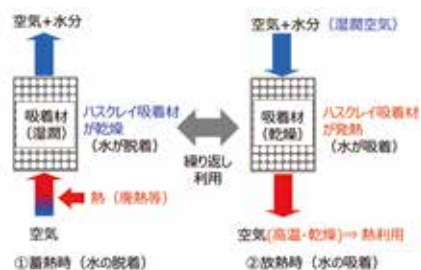 空気+水分
吸着材
(湿潤)
ハスクレイ吸着材
が乾燥
(水が脱着)
熱(廃熱等)
空気
①蓄熱時(水の脱着)
繰り返し
利用
空気+水分(湿潤空気)
吸着材
(乾燥)
ハスクレイ吸着材
が発熱
(水が吸着)
空気(高温・乾燥)⇒ 熱利用
②放熱時(水の吸着)